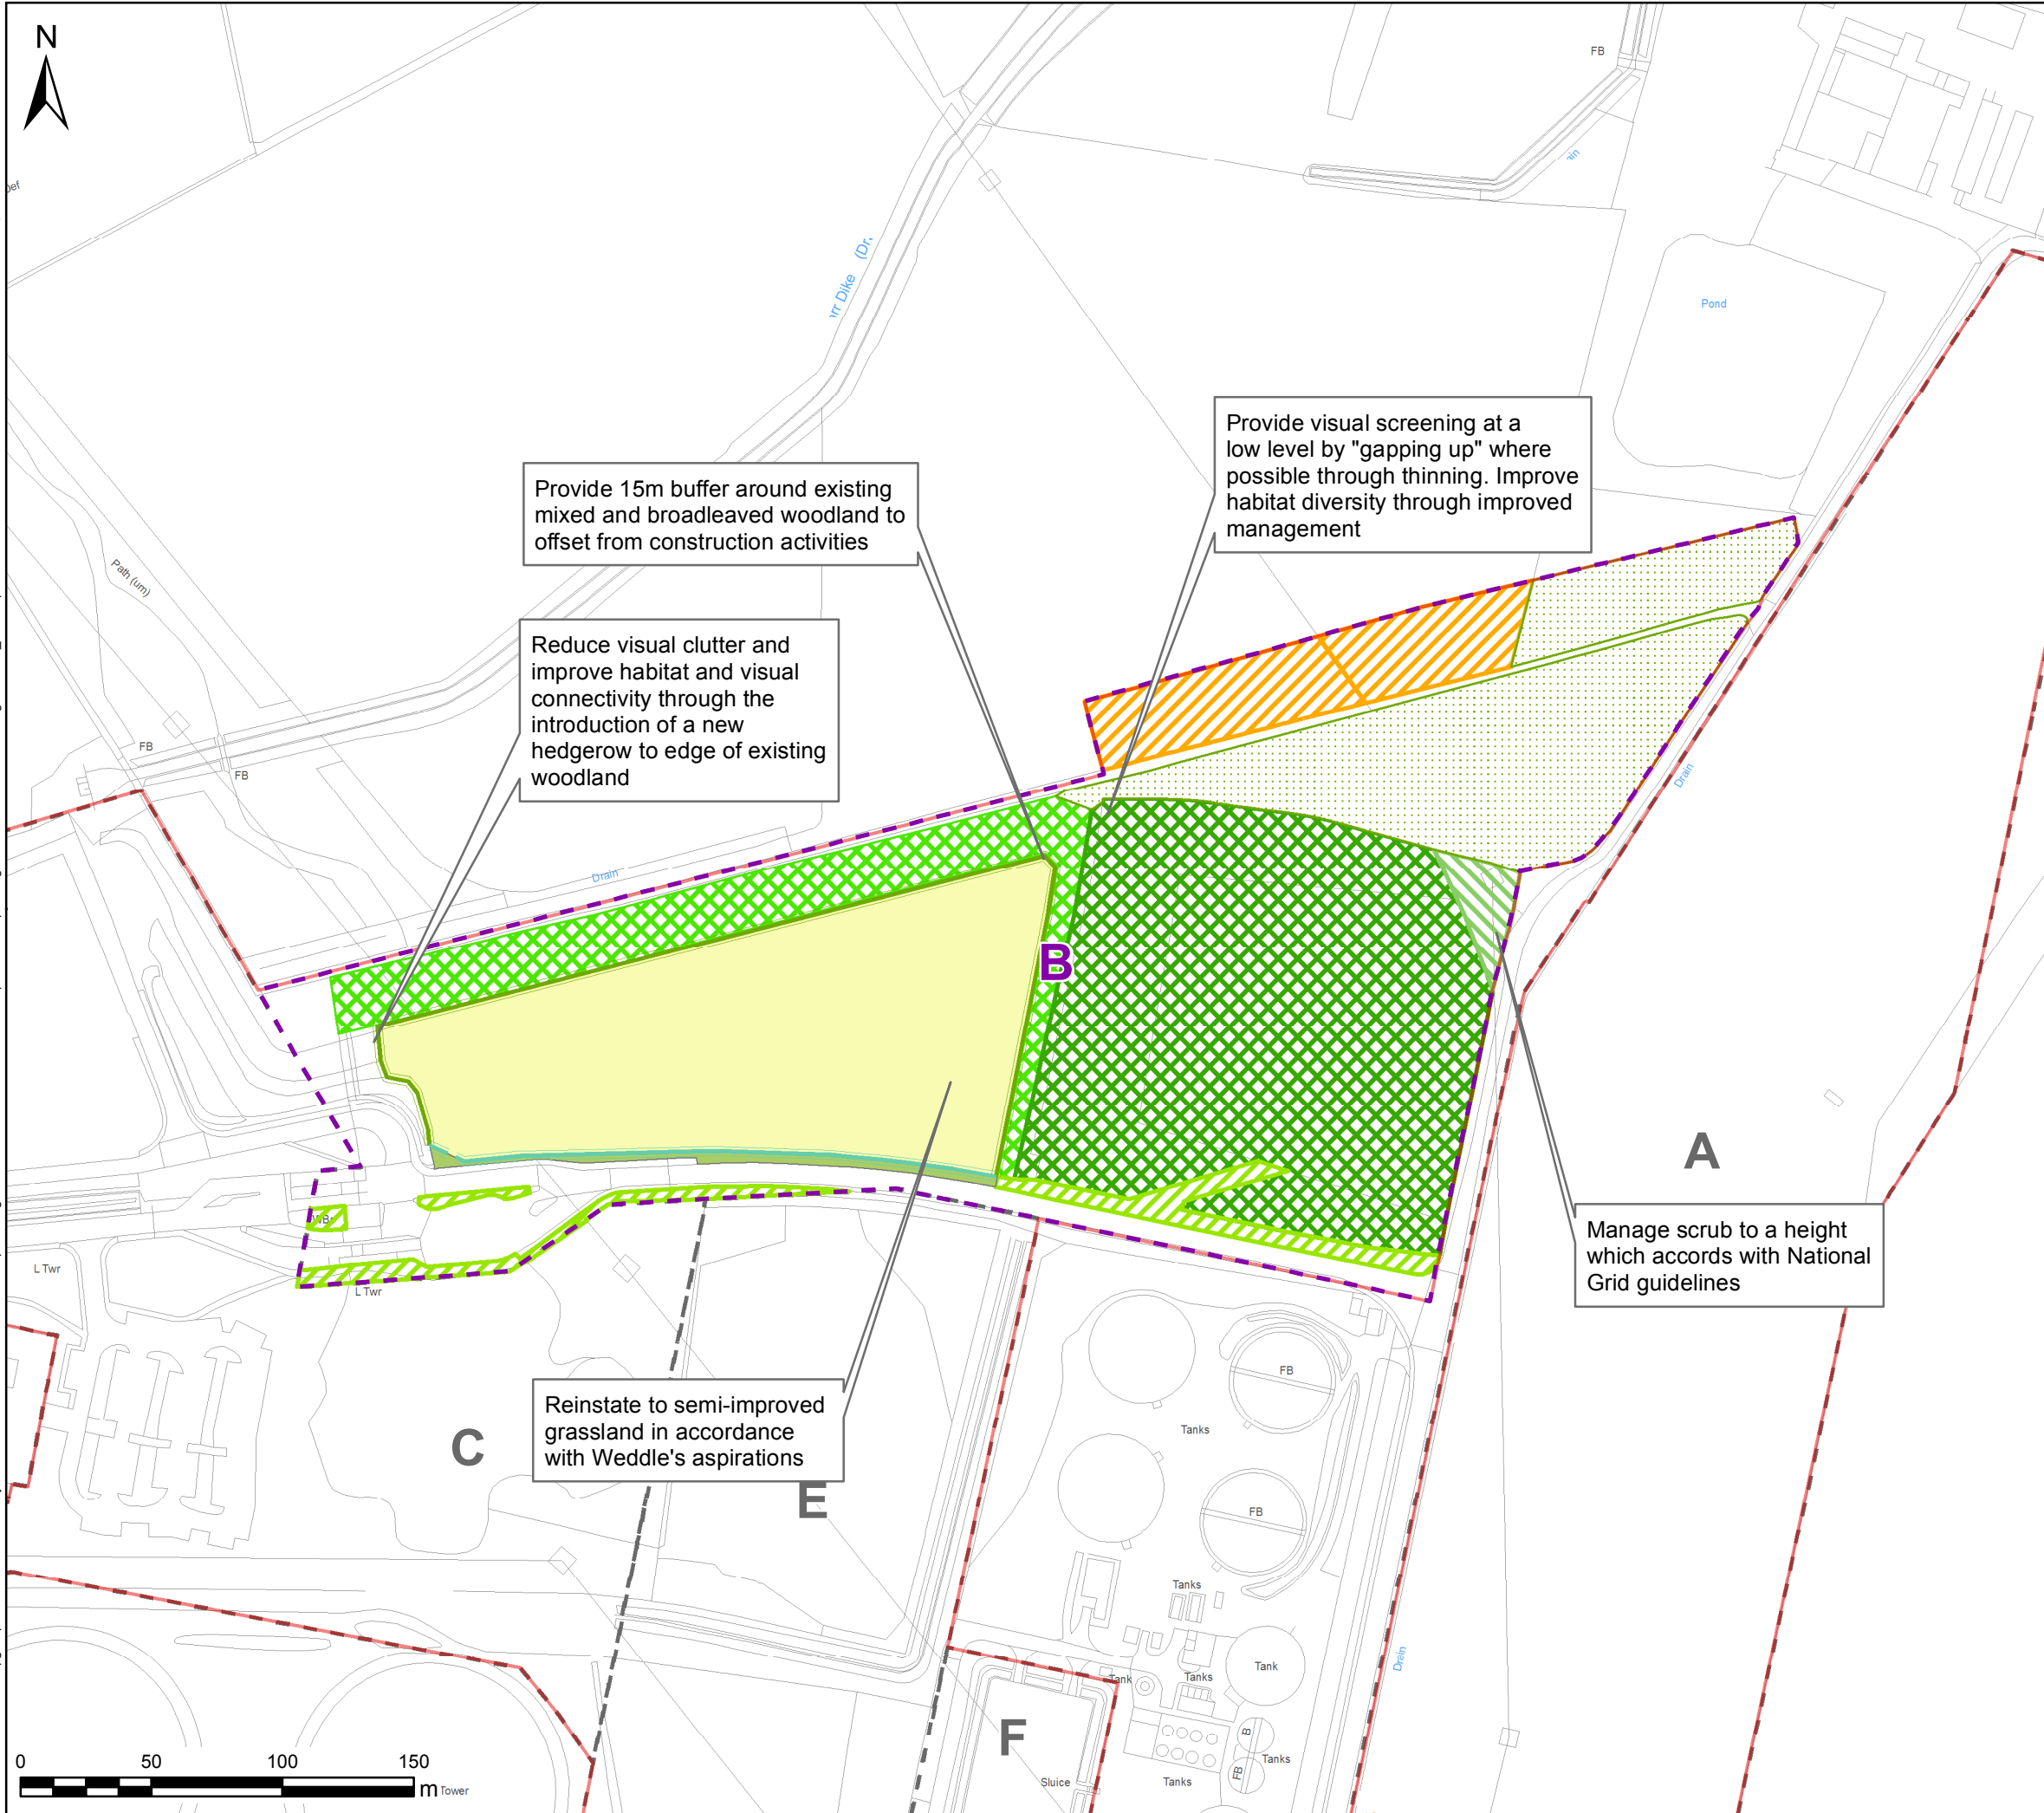 N
FB
Pond
Path (um)
Provide visual screening at a
low level by "gapping up" where
possible through thinning. Improve
habitat diversity through improved
management
Provide 15m buffer around existing
mixed and broadleaved woodland to
offset from construction activities
Reduce visual clutter and
improve habitat and visual
connectivity through the
introduction of a new
hedgerow to edge of existing
woodland
FB
FB
Drain
Drain
B
A
Manage scrub to a height
which accords with National
Grid guidelines
L Twr
L Twr
Reinstate to semi-improved
grassland in accordance
with Weddle's aspirations
C
E
FB
Tanks
FB
Tanks
Drain
Tank
Tank
Tanks
F
B
Tanks
FB
Sluice
Tanks
0 50 100 150
m
Tower